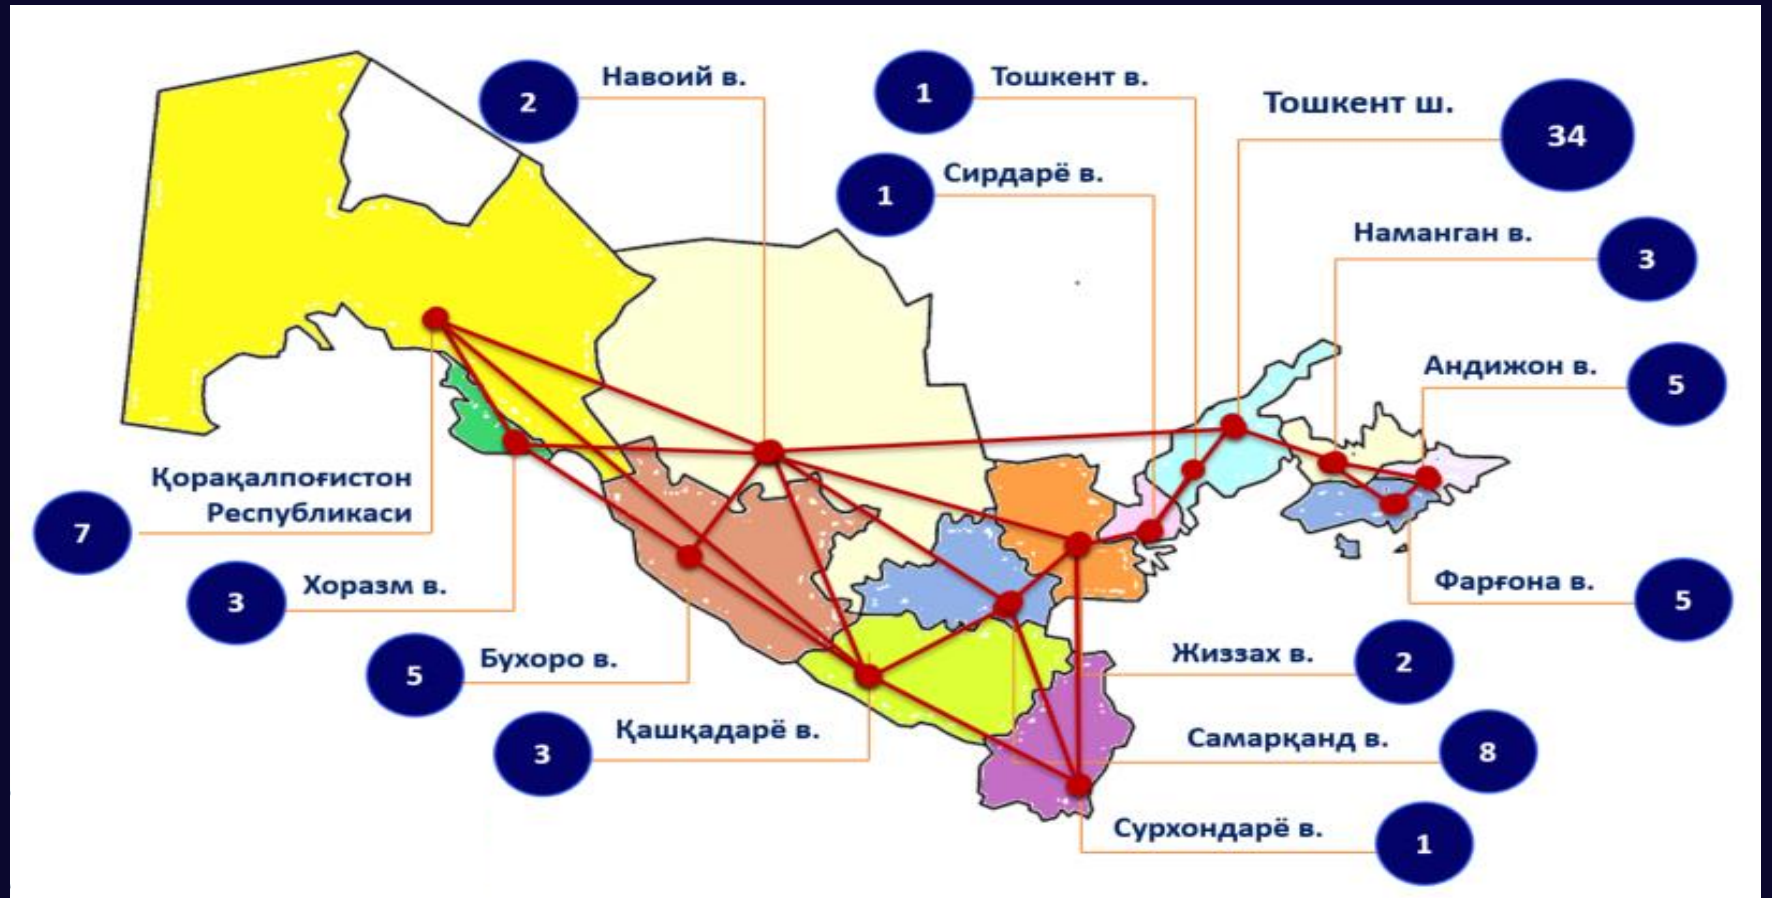 Навоий в.
2
Тошкент в.
1
Тошкент ш.
34
Сирдарё в.
1
Наманган в.
3
Андижон в.
5
Қорақалпоғистон
Республикаси
7
Хоразм в.
3
Фарғона в.
5
Бухоро в.
5
Жиззах в.
2
Қашқадарё в.
3
Самарқанд в.
8
Сурхондарё в.
1